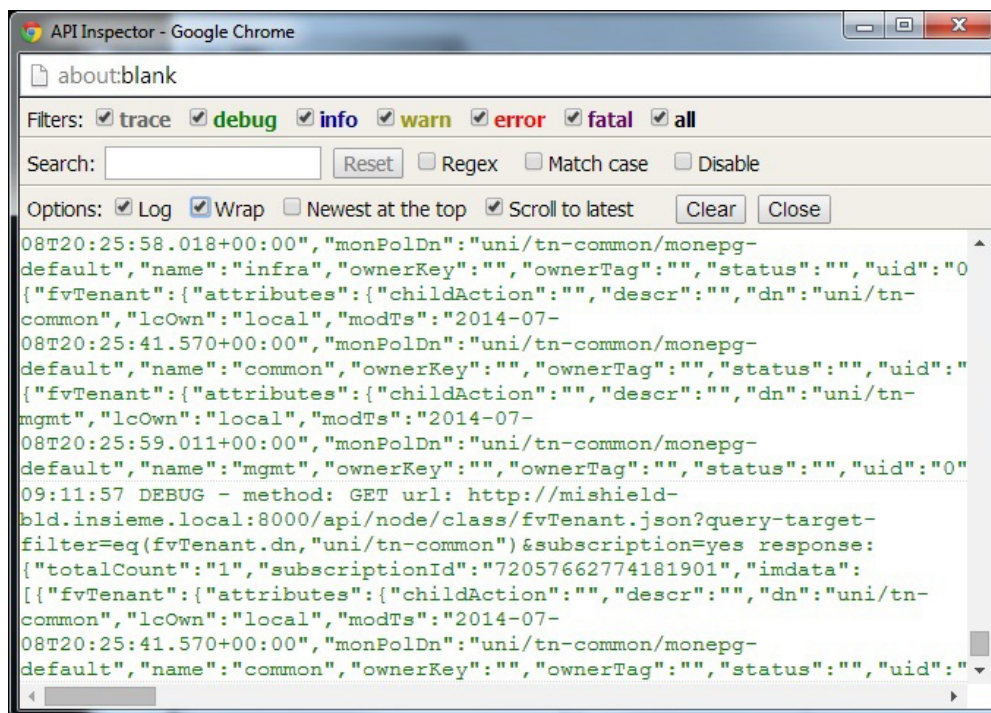 API Inspector - Google Chrome
about:blank
Filters: trace debug info warn error fatal all
Search: Reset Regex Match case Disable
Options: Log Wrap Newest at the top Scroll to latest Clear Close
08T20:25:58.018+00:00","monPolDn":"uni/tn-common/monepg-
default","name":"infra","ownerKey":"","ownerTag":"","status":"","uid":"0
{"fvTenant":{"attributes":{"childAction":"","descr":"","dn":"uni/tn-
common","lcOwn":"local","modTs":"2014-07-
08T20:25:41.570+00:00","monPolDn":"uni/tn-common/monepg-
default","name":"common","ownerKey":"","ownerTag":"","status":"","uid":"
{"fvTenant":{"attributes":{"childAction":"","descr":"","dn":"uni/tn-
mgmt","lcOwn":"local","modTs":"2014-07-
08T20:25:59.011+00:00","monPolDn":"uni/tn-common/monepg-
default","name":"mgmt","ownerKey":"","ownerTag":"","status":"","uid":"0"
09:11:57 DEBUG - method: GET url: http://mishield-
bld.insieme.local:8000/api/node/class/fvTenant.json?query-target-
filter=eq(fvTenant.dn,"uni/tn-common")&subscription=yes response:
{"totalCount":"1","subscriptionId":"72057662774181901","imdata":
[{"fvTenant":{"attributes":{"childAction":"","descr":"","dn":"uni/tn-
common","lcOwn":"local","modTs":"2014-07-
08T20:25:41.570+00:00","monPolDn":"uni/tn-common/monepg-
default","name":"common","ownerKey":"","ownerTag":"","status":"","uid":"